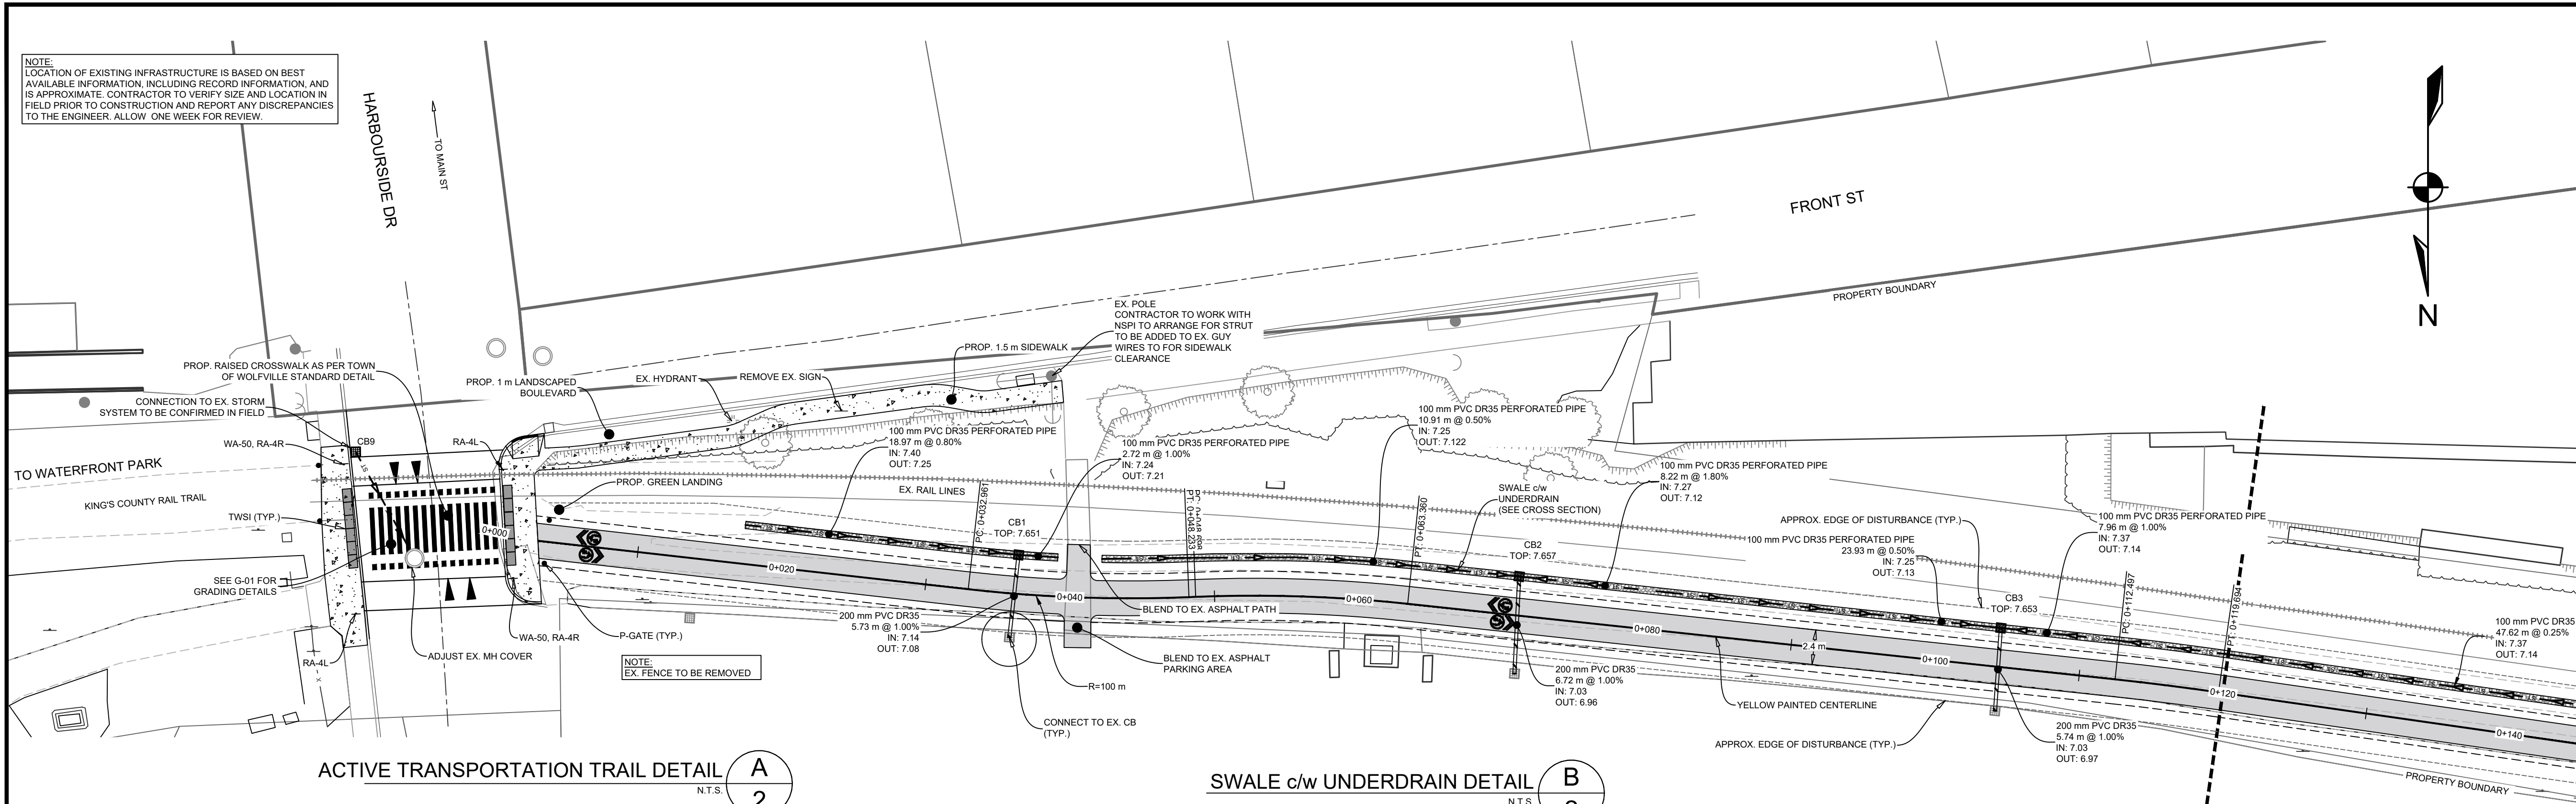 NOTE:
LOCATION OF EXISTING INFRASTRUCTURE IS BASED ON BEST
AVAILABLE INFORMATION, INCLUDING RECORD INFORMATION, AND
IS APPROXIMATE. CONTRACTOR TO VERIFY SIZE AND LOCATION IN
FIELD PRIOR TO CONSTRUCTION AND REPORT ANY DISCREPANCIES
TO THE ENGINEER. ALLOW ONE WEEK FOR REVIEW.
HARBOURSIDE DR
TO MAIN ST
FRONT ST
PROPERTY BOUNDARY
N
EX. POLE
CONTRACTOR TO WORK WITH
NSPI TO ARRANGE FOR STRUT
TO BE ADDED TO EX. GUY
WIRES TO FOR SIDEWALK
CLEARANCE
PROP. 1.5 m SIDEWALK
PROP. RAISED CROSSWALK AS PER TOWN
OF WOLFVILLE STANDARD DETAIL
PROP. 1 m LANDSCAPED
BOULEVARD
EX. HYDRANT
REMOVE EX. SIGN
CONNECTION TO EX. STORM
SYSTEM TO BE CONFIRMED IN FIELD
WA-50, RA-4R
CB9
RA-4L
TO WATERFRONT PARK
KING'S COUNTY RAIL TRAIL
TWSI (TYP.)
0+000
PROP. GREEN LANDING
SEE G-01 FOR
GRADING DETAILS
RA-4L
ADJUST EX. MH COVER
WA-50, RA-4R
P-GATE (TYP.)
NOTE:
EX. FENCE TO BE REMOVED
100 mm PVC DR35 PERFORATED PIPE
18.97 m @ 0.80%
IN: 7.40
OUT: 7.25
EX. RAIL LINES
100 mm PVC DR35 PERFORATED PIPE
2.72 m @ 1.00%
IN: 7.24
OUT: 7.21
PC: 0+032.961
CB1
TOP: 7.651
PT: 0+048.233
0+020
0+040
0+060
200 mm PVC DR35
5.73 m @ 1.00%
IN: 7.14
OUT: 7.08
BLEND TO EX. ASPHALT PATH
BLEND TO EX. ASPHALT
PARKING AREA
R=100 m
CONNECT TO EX. CB
(TYP.)
100 mm PVC DR35 PERFORATED PIPE
10.91 m @ 0.50%
IN: 7.25
OUT: 7.122
PT: 0+063.360
SWALE c/w
UNDERDRAIN
(SEE CROSS SECTION)
CB2
TOP: 7.657
100 mm PVC DR35 PERFORATED PIPE
8.22 m @ 1.80%
IN: 7.27
OUT: 7.12
200 mm PVC DR35
6.72 m @ 1.00%
IN: 7.03
OUT: 6.96
0+080
YELLOW PAINTED CENTERLINE
2.4 m
APPROX. EDGE OF DISTURBANCE (TYP.)
100 mm PVC DR35 PERFORATED PIPE
23.93 m @ 0.50%
IN: 7.25
OUT: 7.13
CB3
TOP: 7.653
100 mm PVC DR35 PERFORATED PIPE
7.96 m @ 1.00%
IN: 7.37
OUT: 7.14
PC: 0+112.497
PT: 0+119.694
0+100
0+120
0+140
APPROX. EDGE OF DISTURBANCE (TYP.)
200 mm PVC DR35
5.74 m @ 1.00%
IN: 7.03
OUT: 6.97
100 mm PVC DR35
47.62 m @ 0.25%
IN: 7.37
OUT: 7.14
PROPERTY BOUNDARY
ACTIVE TRANSPORTATION TRAIL DETAIL
N.T.S.
A
2
SWALE c/w UNDERDRAIN DETAIL
N.T.S.
B